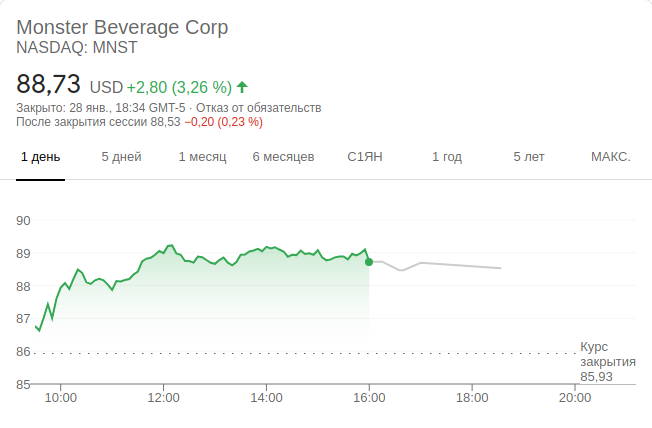 Monster Beverage Corp
NASDAQ: MNST
88,73 USD +2,80 (3,26 %)
Закрыто: 28 янв., 18:34 GMT-5 · Отказ от обязательств
После закрытия сессии 88,53 −0,20 (0,23 %)
1 день 5 дней 1 месяц 6 месяцев С1ЯН 1 год 5 лет МАКС.
90
89
88
87
86
Курс
закрытия
85,93
85
10:00 12:00 14:00 16:00 18:00 20:00